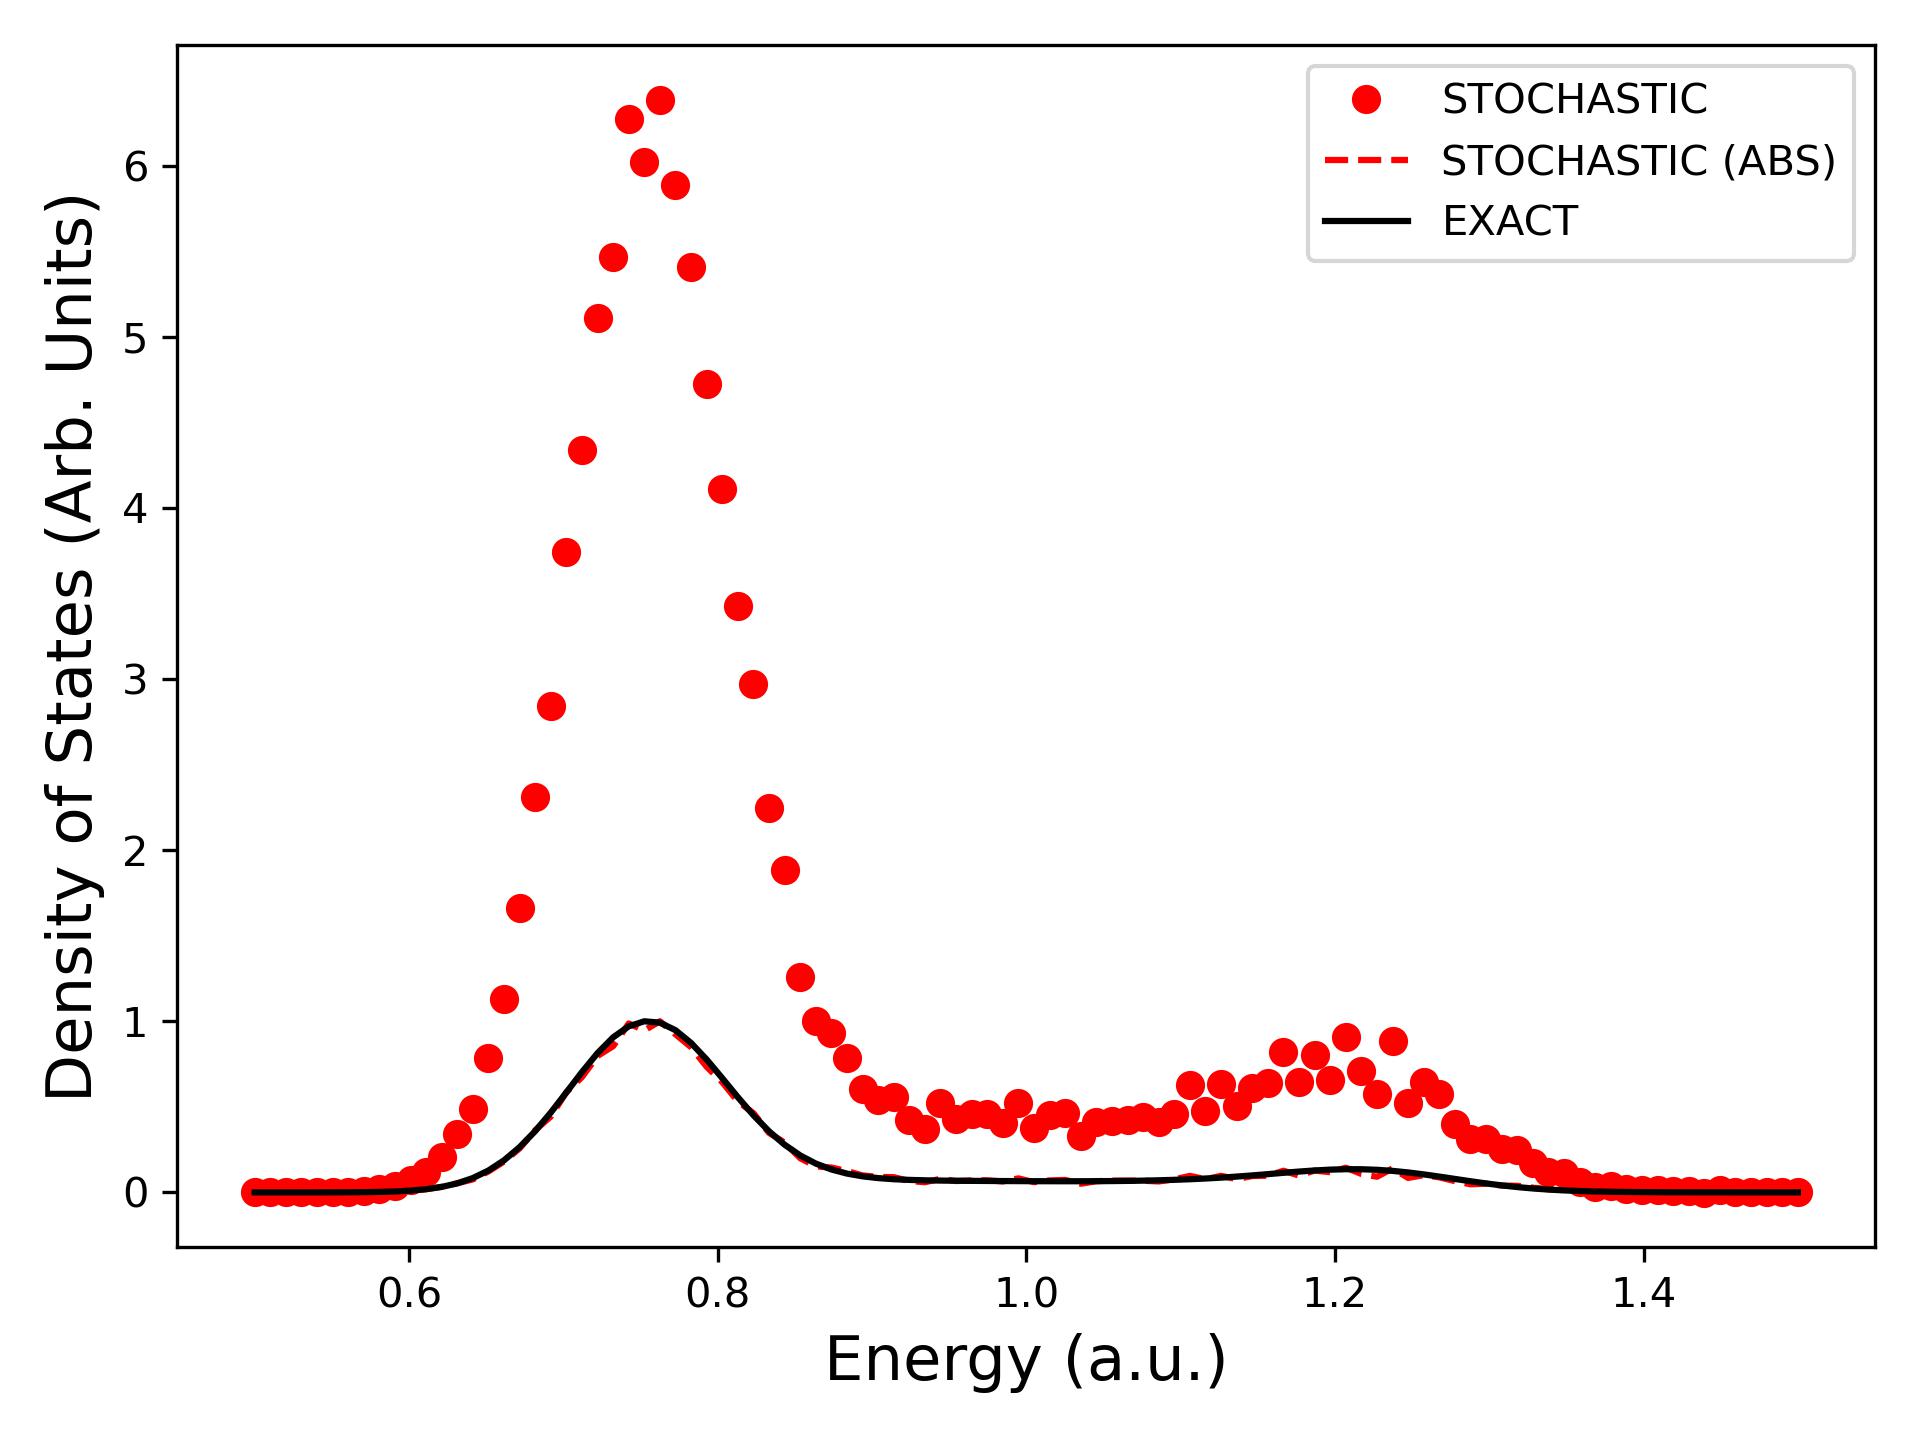 STOCHASTIC
STOCHASTIC (ABS)
EXACT
Density of States (Arb. Units)
6
5
4
3
2
1
0
0.6 0.8 1.0 1.2 1.4
Energy (a.u.)